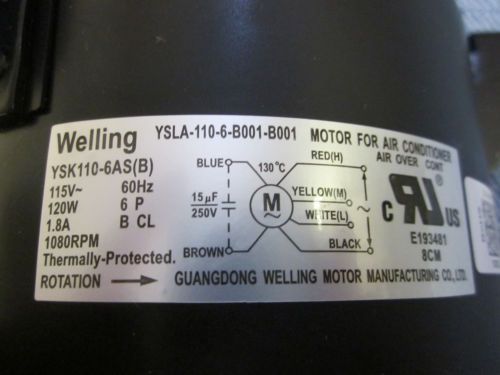 Welling YSLA-110-6-B001-B001 MOTOR FOR AIR CONDITIONER
AIR OVER CONT
YSK110-6AS(B)
115V~ 60Hz
120W 6 P
1.8A B CL
1080RPM
Thermally-Protected.
BLUE 130°C RED(H)
15µF
250V
M
~
YELLOW(M)
WHITE(L)
~
BROWN BLACK
C RU US
E193481
8CM
ROTATION → GUANGDONG WELLING MOTOR MANUFACTURING CO.,LTD.